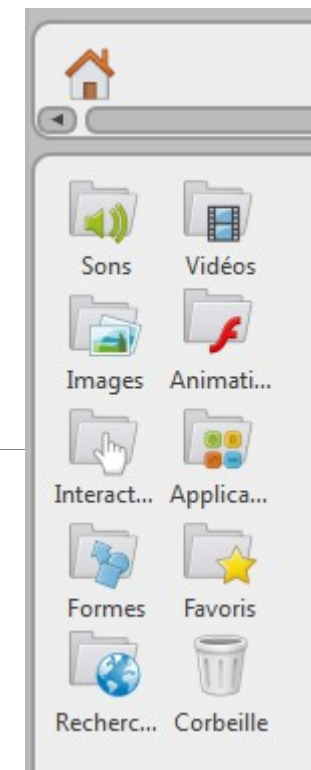 Sons Vidéos
Images Animati...
Interact... Applica...
Formes Favoris
Recherc... Corbeille